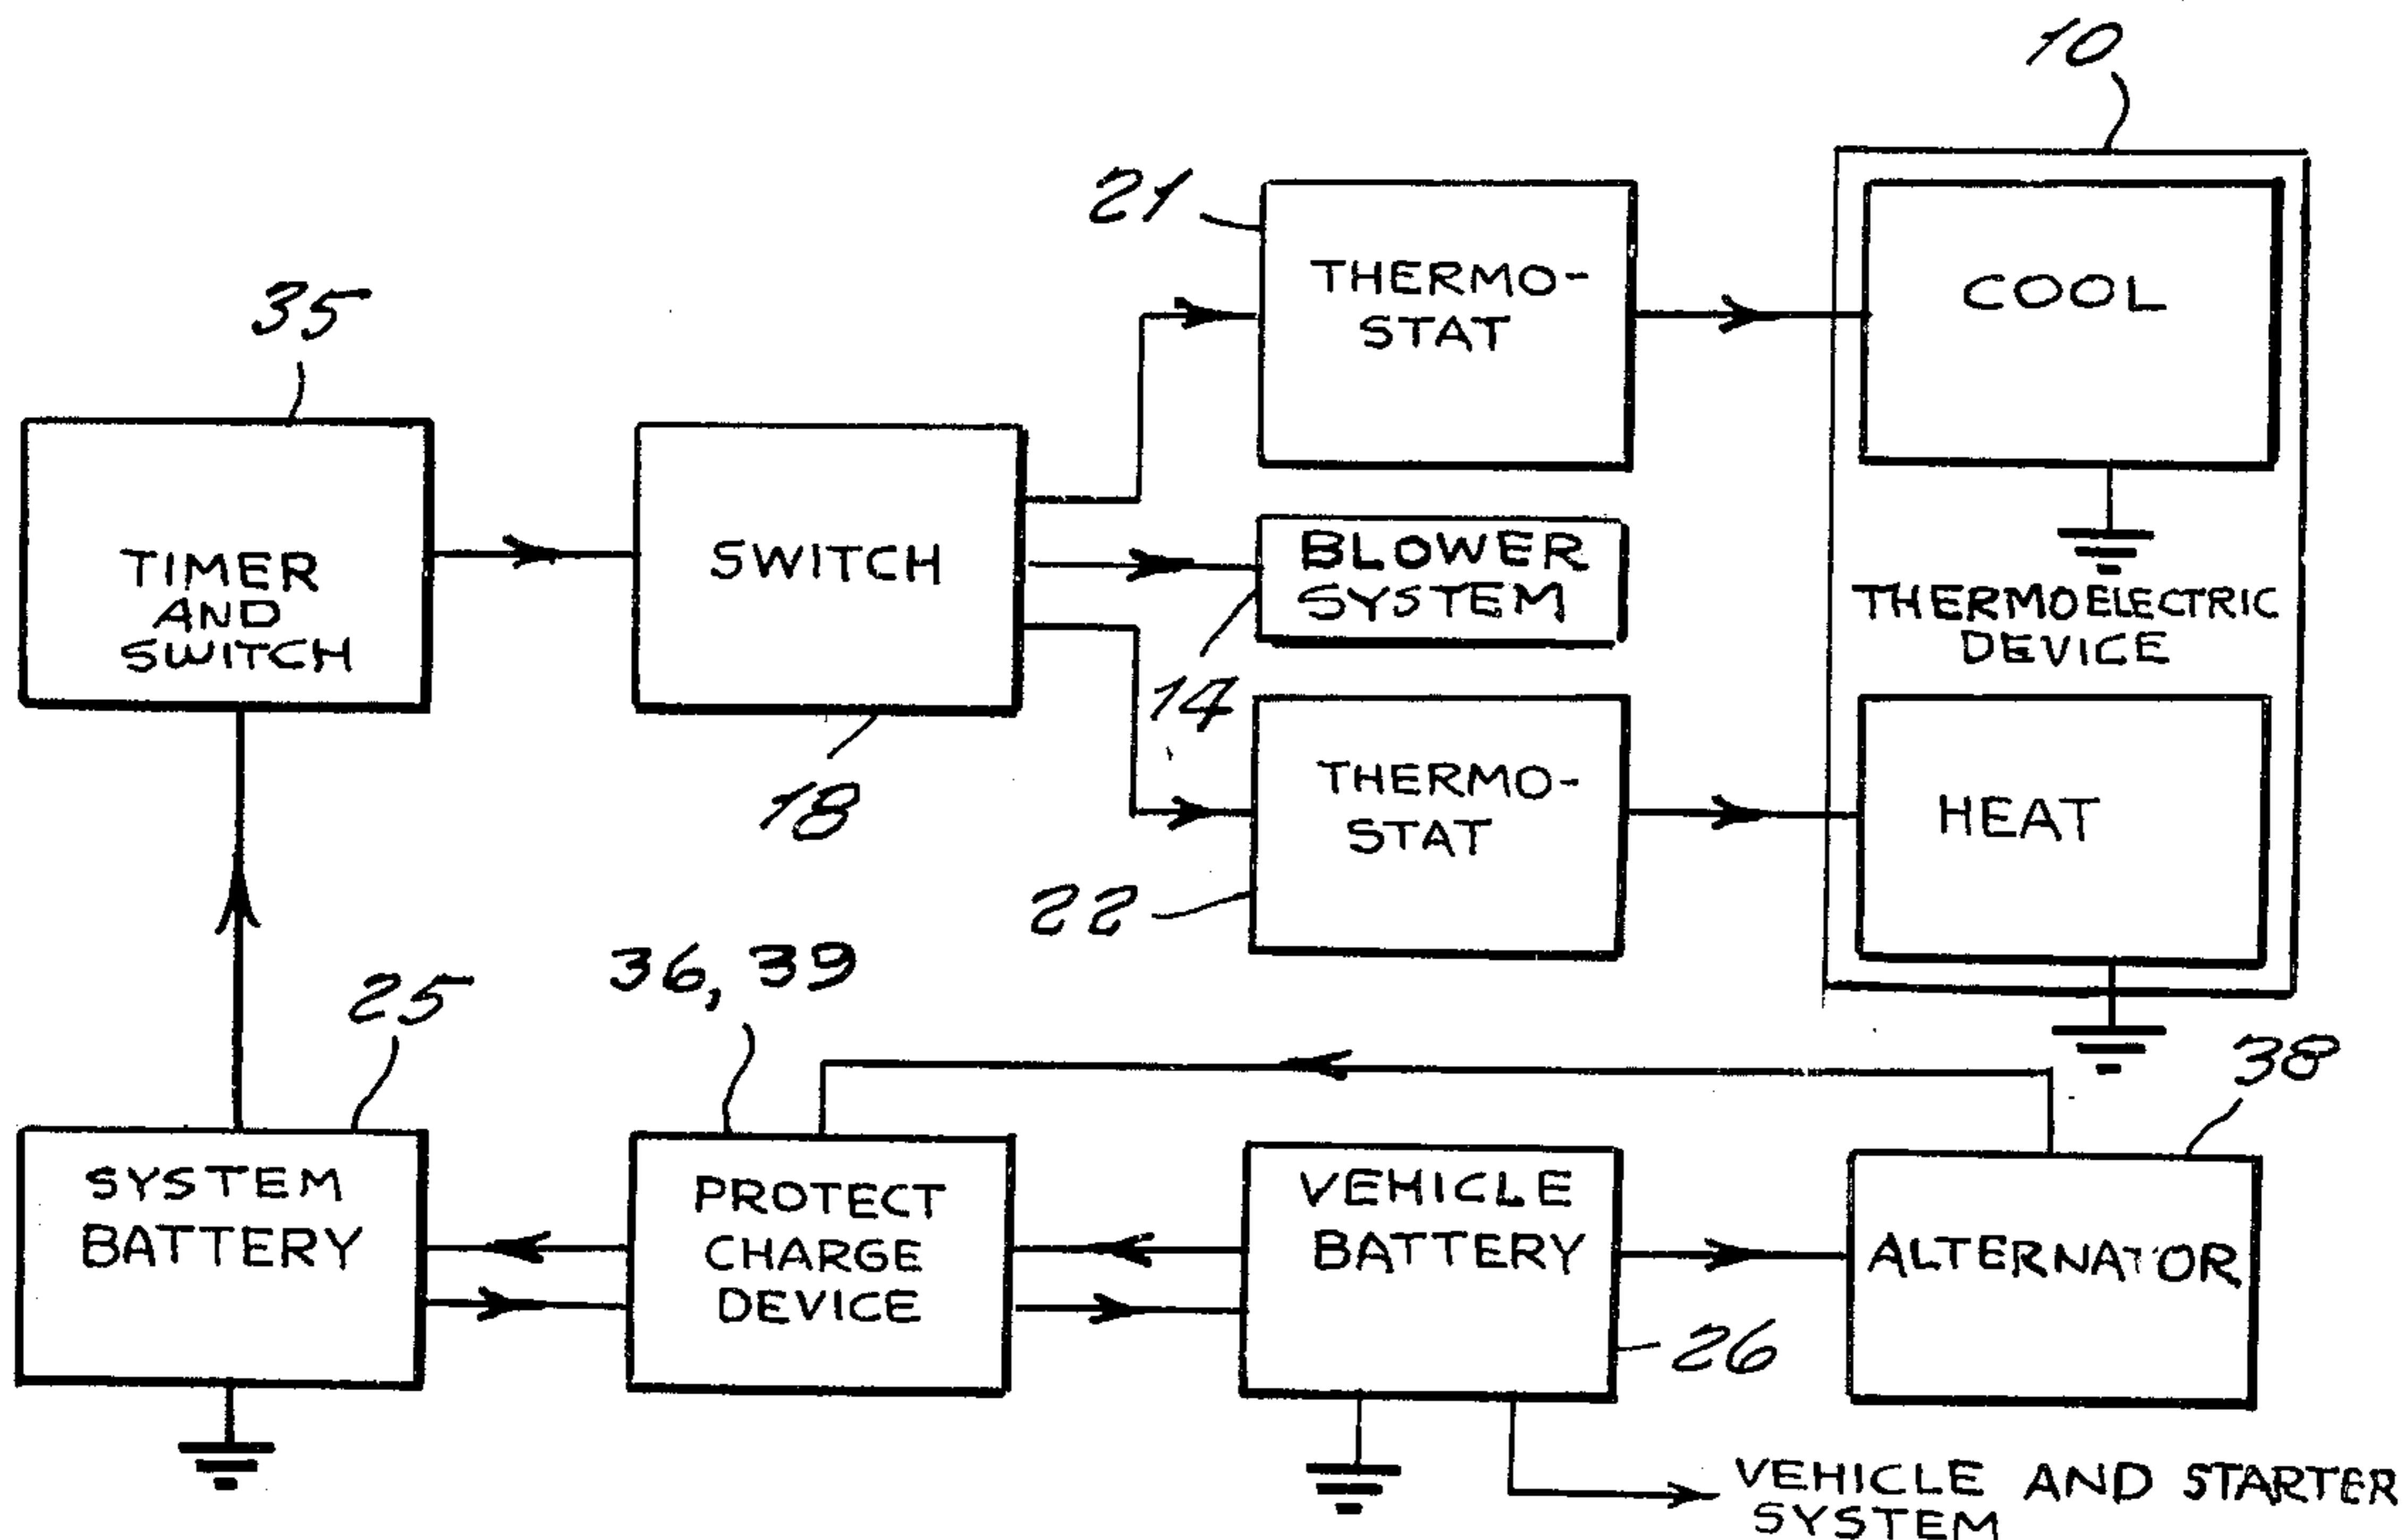 10
21
THERMO-
STAT
COOL
35
TIMER
AND
SWITCH
SWITCH
18
BLOWER
SYSTEM
14
THERMOELECTRIC
DEVICE
THERMO-
STAT
22
HEAT
36, 39
25
38
SYSTEM
BATTERY
PROTECT
CHARGE
DEVICE
VEHICLE
BATTERY
26
ALTERNATOR
VEHICLE AND STARTER
SYSTEM